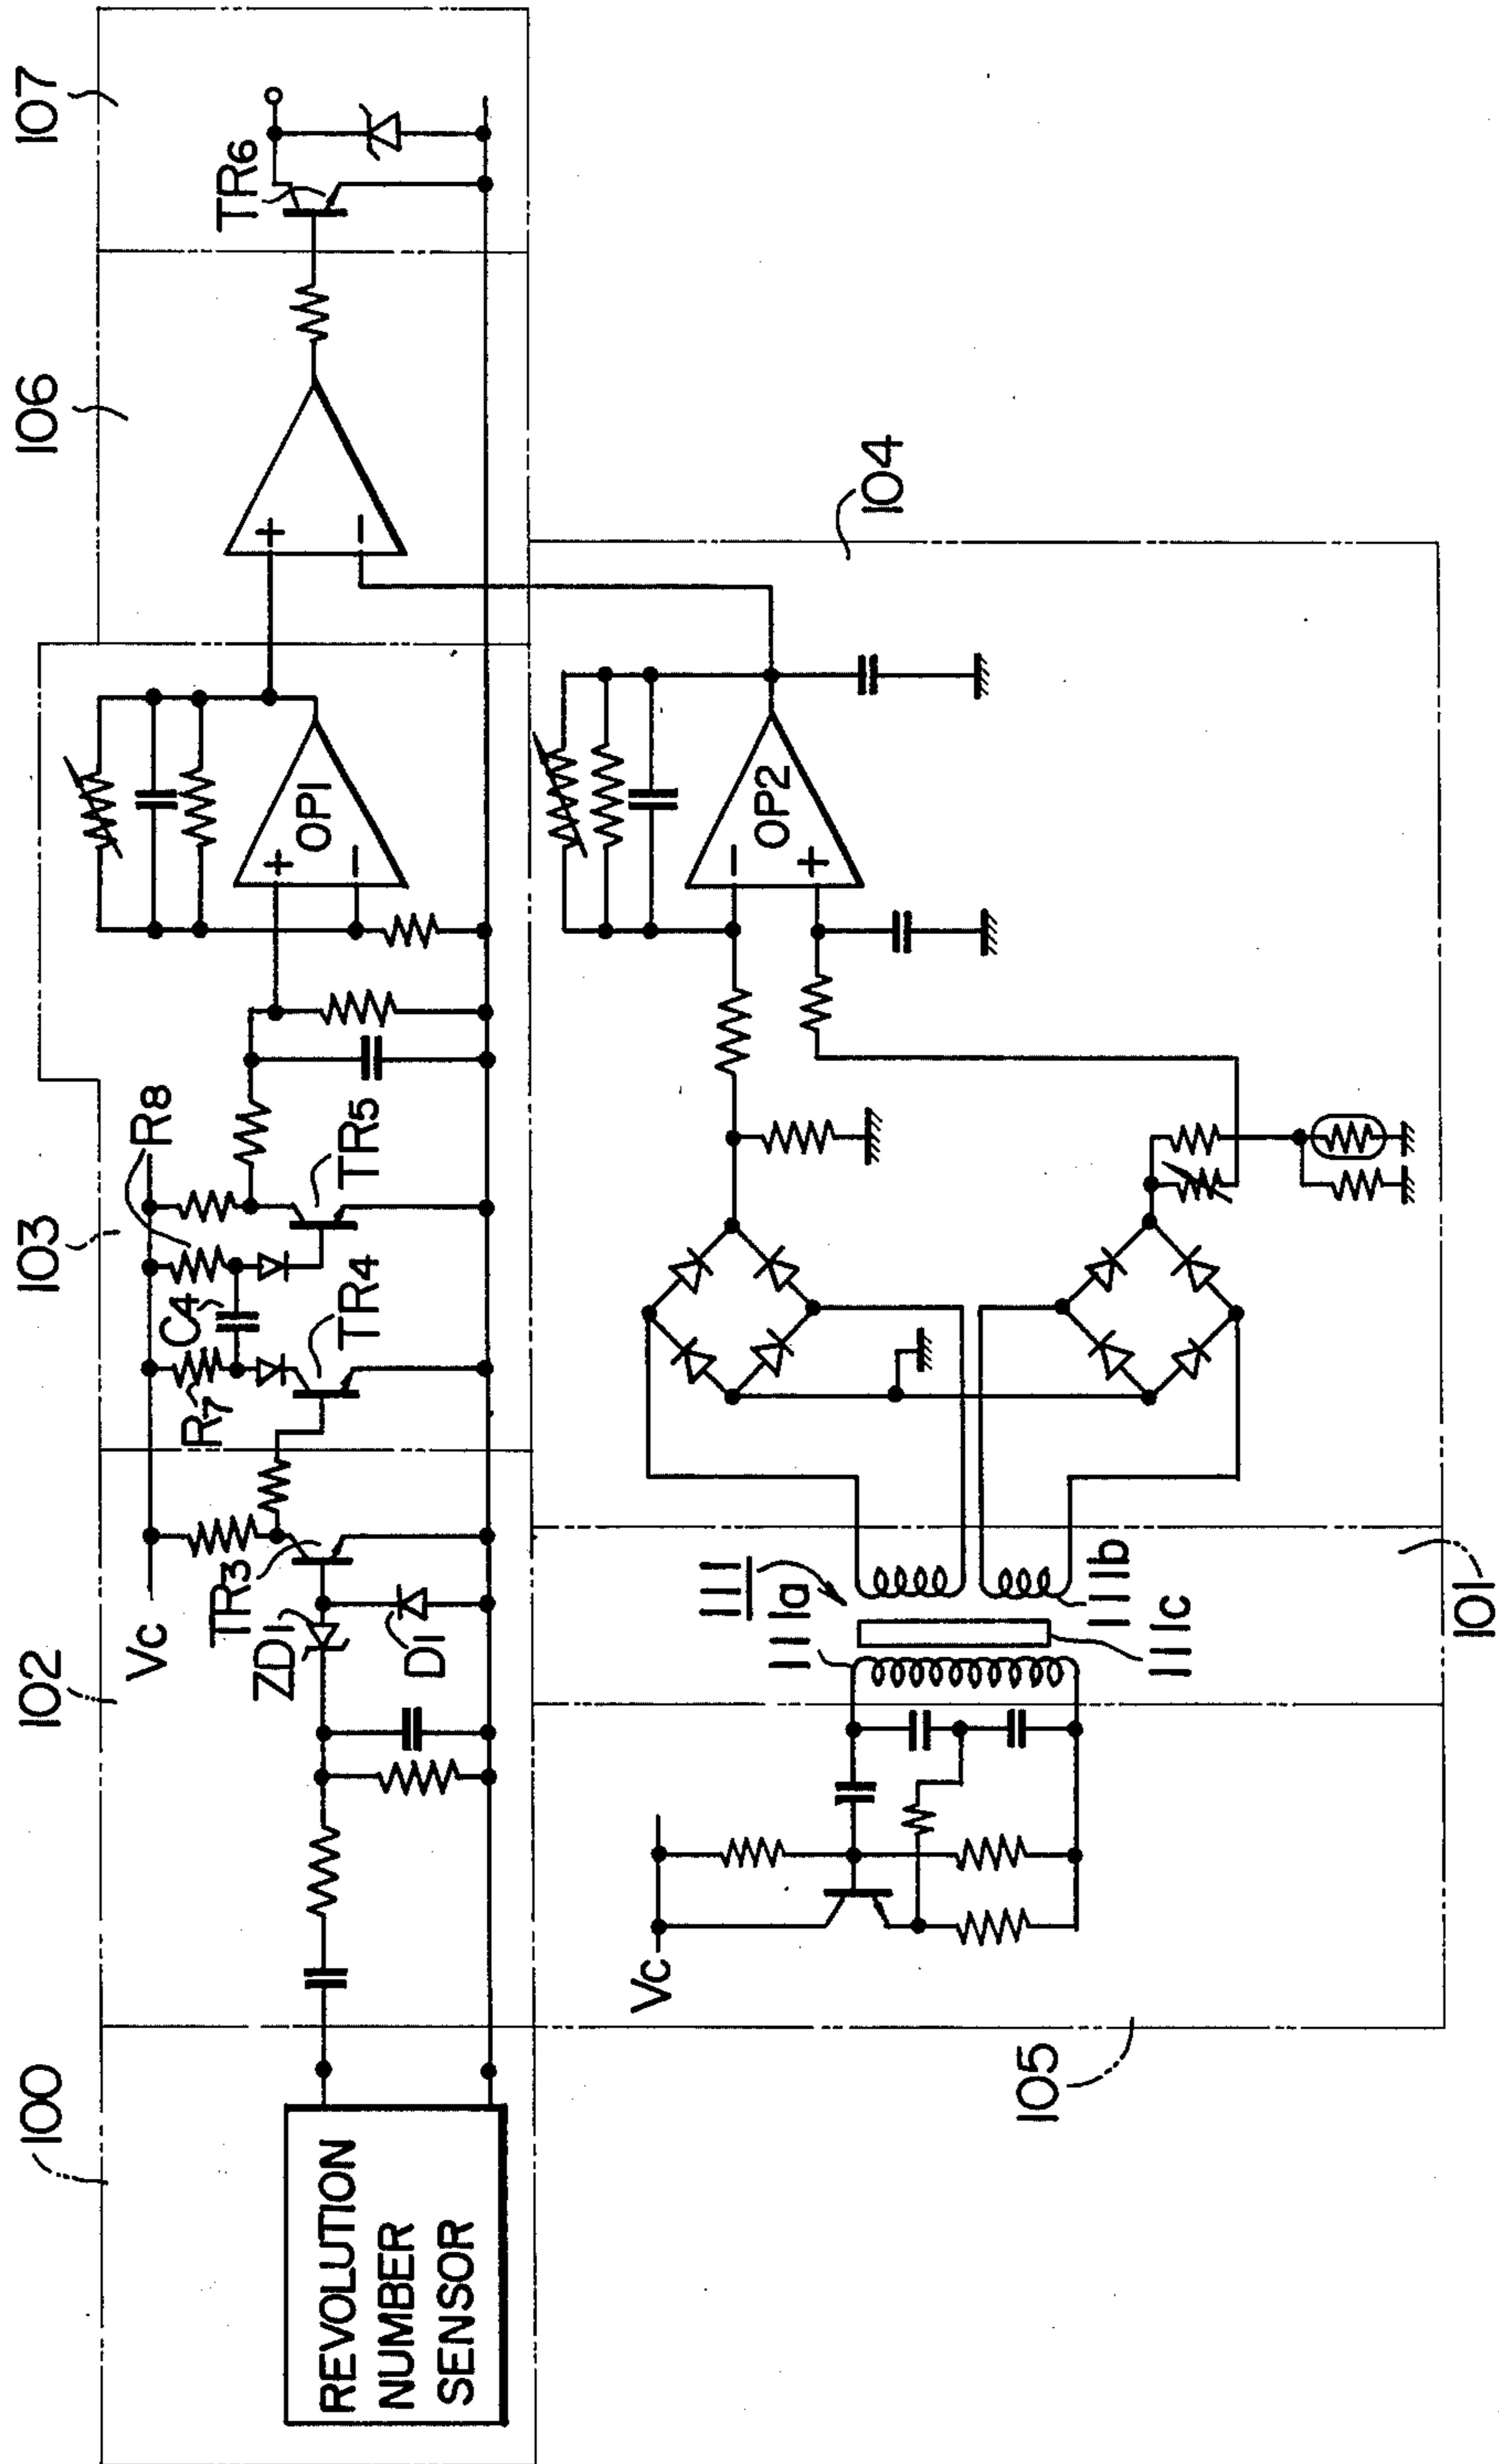 100
102
103
106
107
REVOLUTION
NUMBER
SENSOR
Vc
ZD1
D1
TR3
R7
C4
TR4
R8
TR5
+
−
OP1
+
−
TR6
105
Vc
111
111a
111b
111c
101
−
+
OP2
104